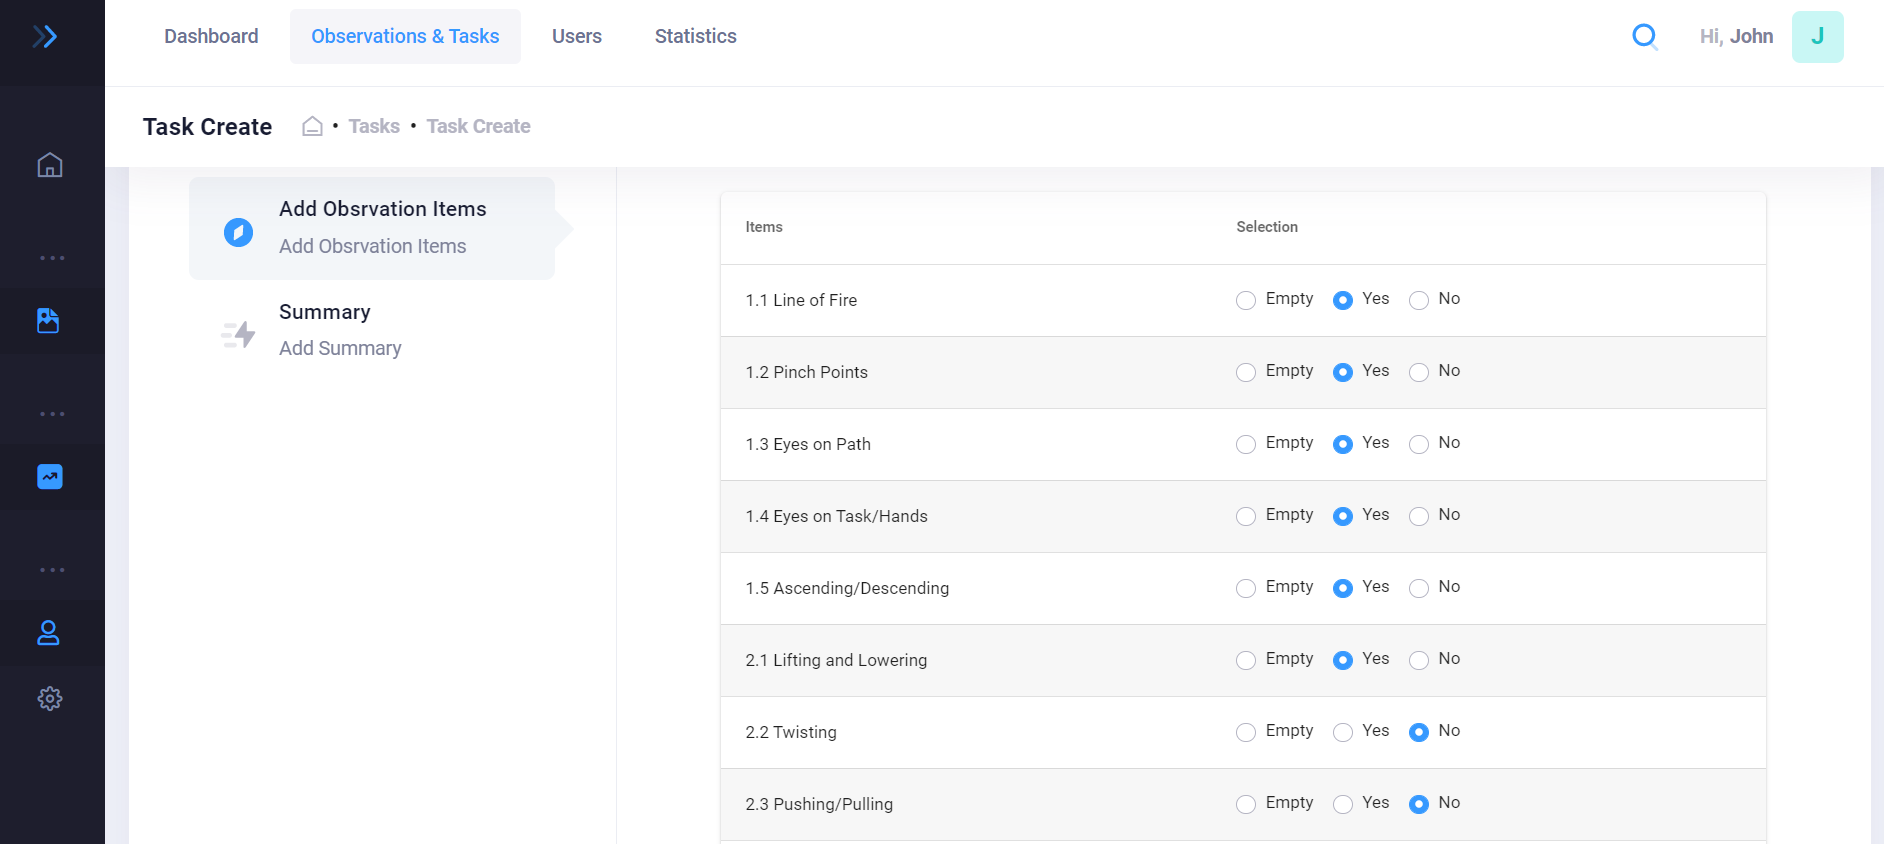 Dashboard Observations & Tasks Users Statistics Hi, John J
Task Create • Tasks • Task Create
Add Obsrvation Items
Add Obsrvation Items
Summary
Add Summary
Items Selection
1.1 Line of Fire Empty Yes No
1.2 Pinch Points Empty Yes No
1.3 Eyes on Path Empty Yes No
1.4 Eyes on Task/Hands Empty Yes No
1.5 Ascending/Descending Empty Yes No
2.1 Lifting and Lowering Empty Yes No
2.2 Twisting Empty Yes No
2.3 Pushing/Pulling Empty Yes No